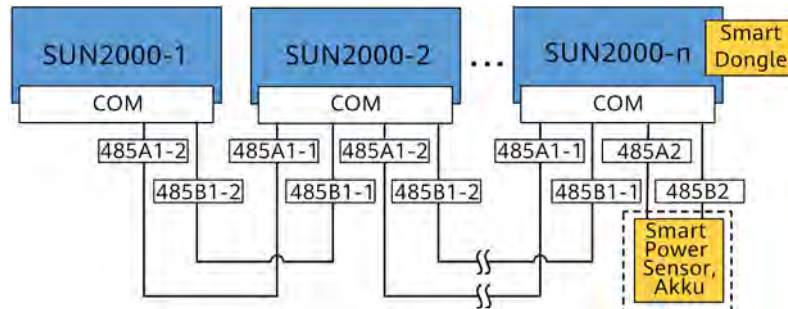 SUN2000-1
SUN2000-2
...
SUN2000-n
Smart
Dongle
COM
COM
COM
485A1-2
485A1-1
485A1-2
485A1-1
485A2
485B1-2
485B1-1
485B1-2
485B1-1
485B2
Smart
Power
Sensor,
Akku